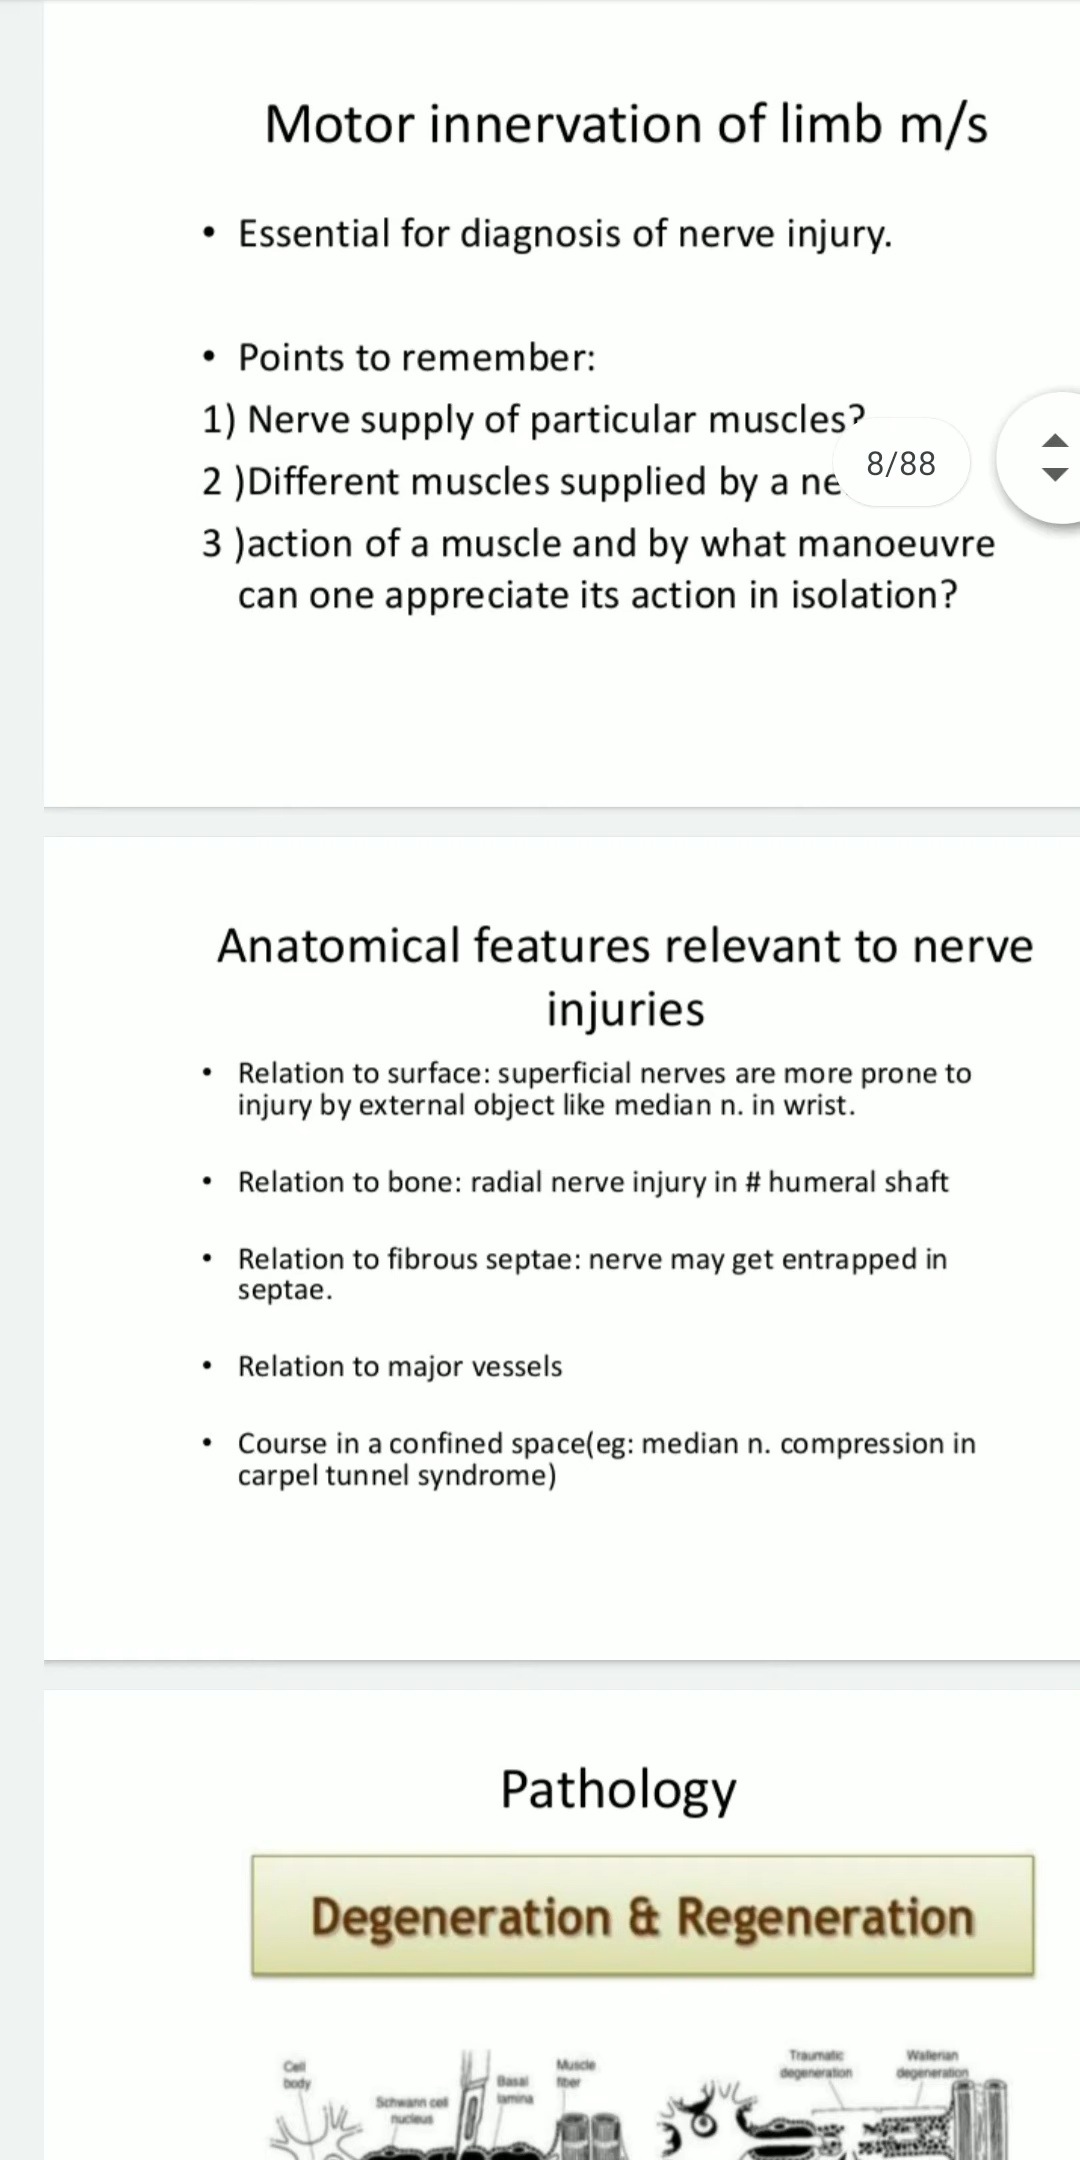 Motor innervation of limb m/s
• Essential for diagnosis of nerve injury.
• Points to remember:
1) Nerve supply of particular muscles?
8/88
2 )Different muscles supplied by a
3 )action of a muscle and by what manoeuvre
can one appreciate its action in isolation?
Anatomical features relevant to nerve
injuries
• Relation to surface: superficial nerves are more prone to
injury by external object like median n. in wrist.
• Relation to bone: radial nerve injury in # humeral shaft
• Relation to fibrous septae: nerve may get entrapped in
septae.
• Relation to major vessels
• Course in a confined space(eg: median n. compression in
carpel tunnel syndrome)
Pathology
Degeneration & Regeneration
Cell
body
Schwann cell
nucleus
Basal
lamina
Muscle
fiber
Traumatic
degeneration
Wallerian
degeneration